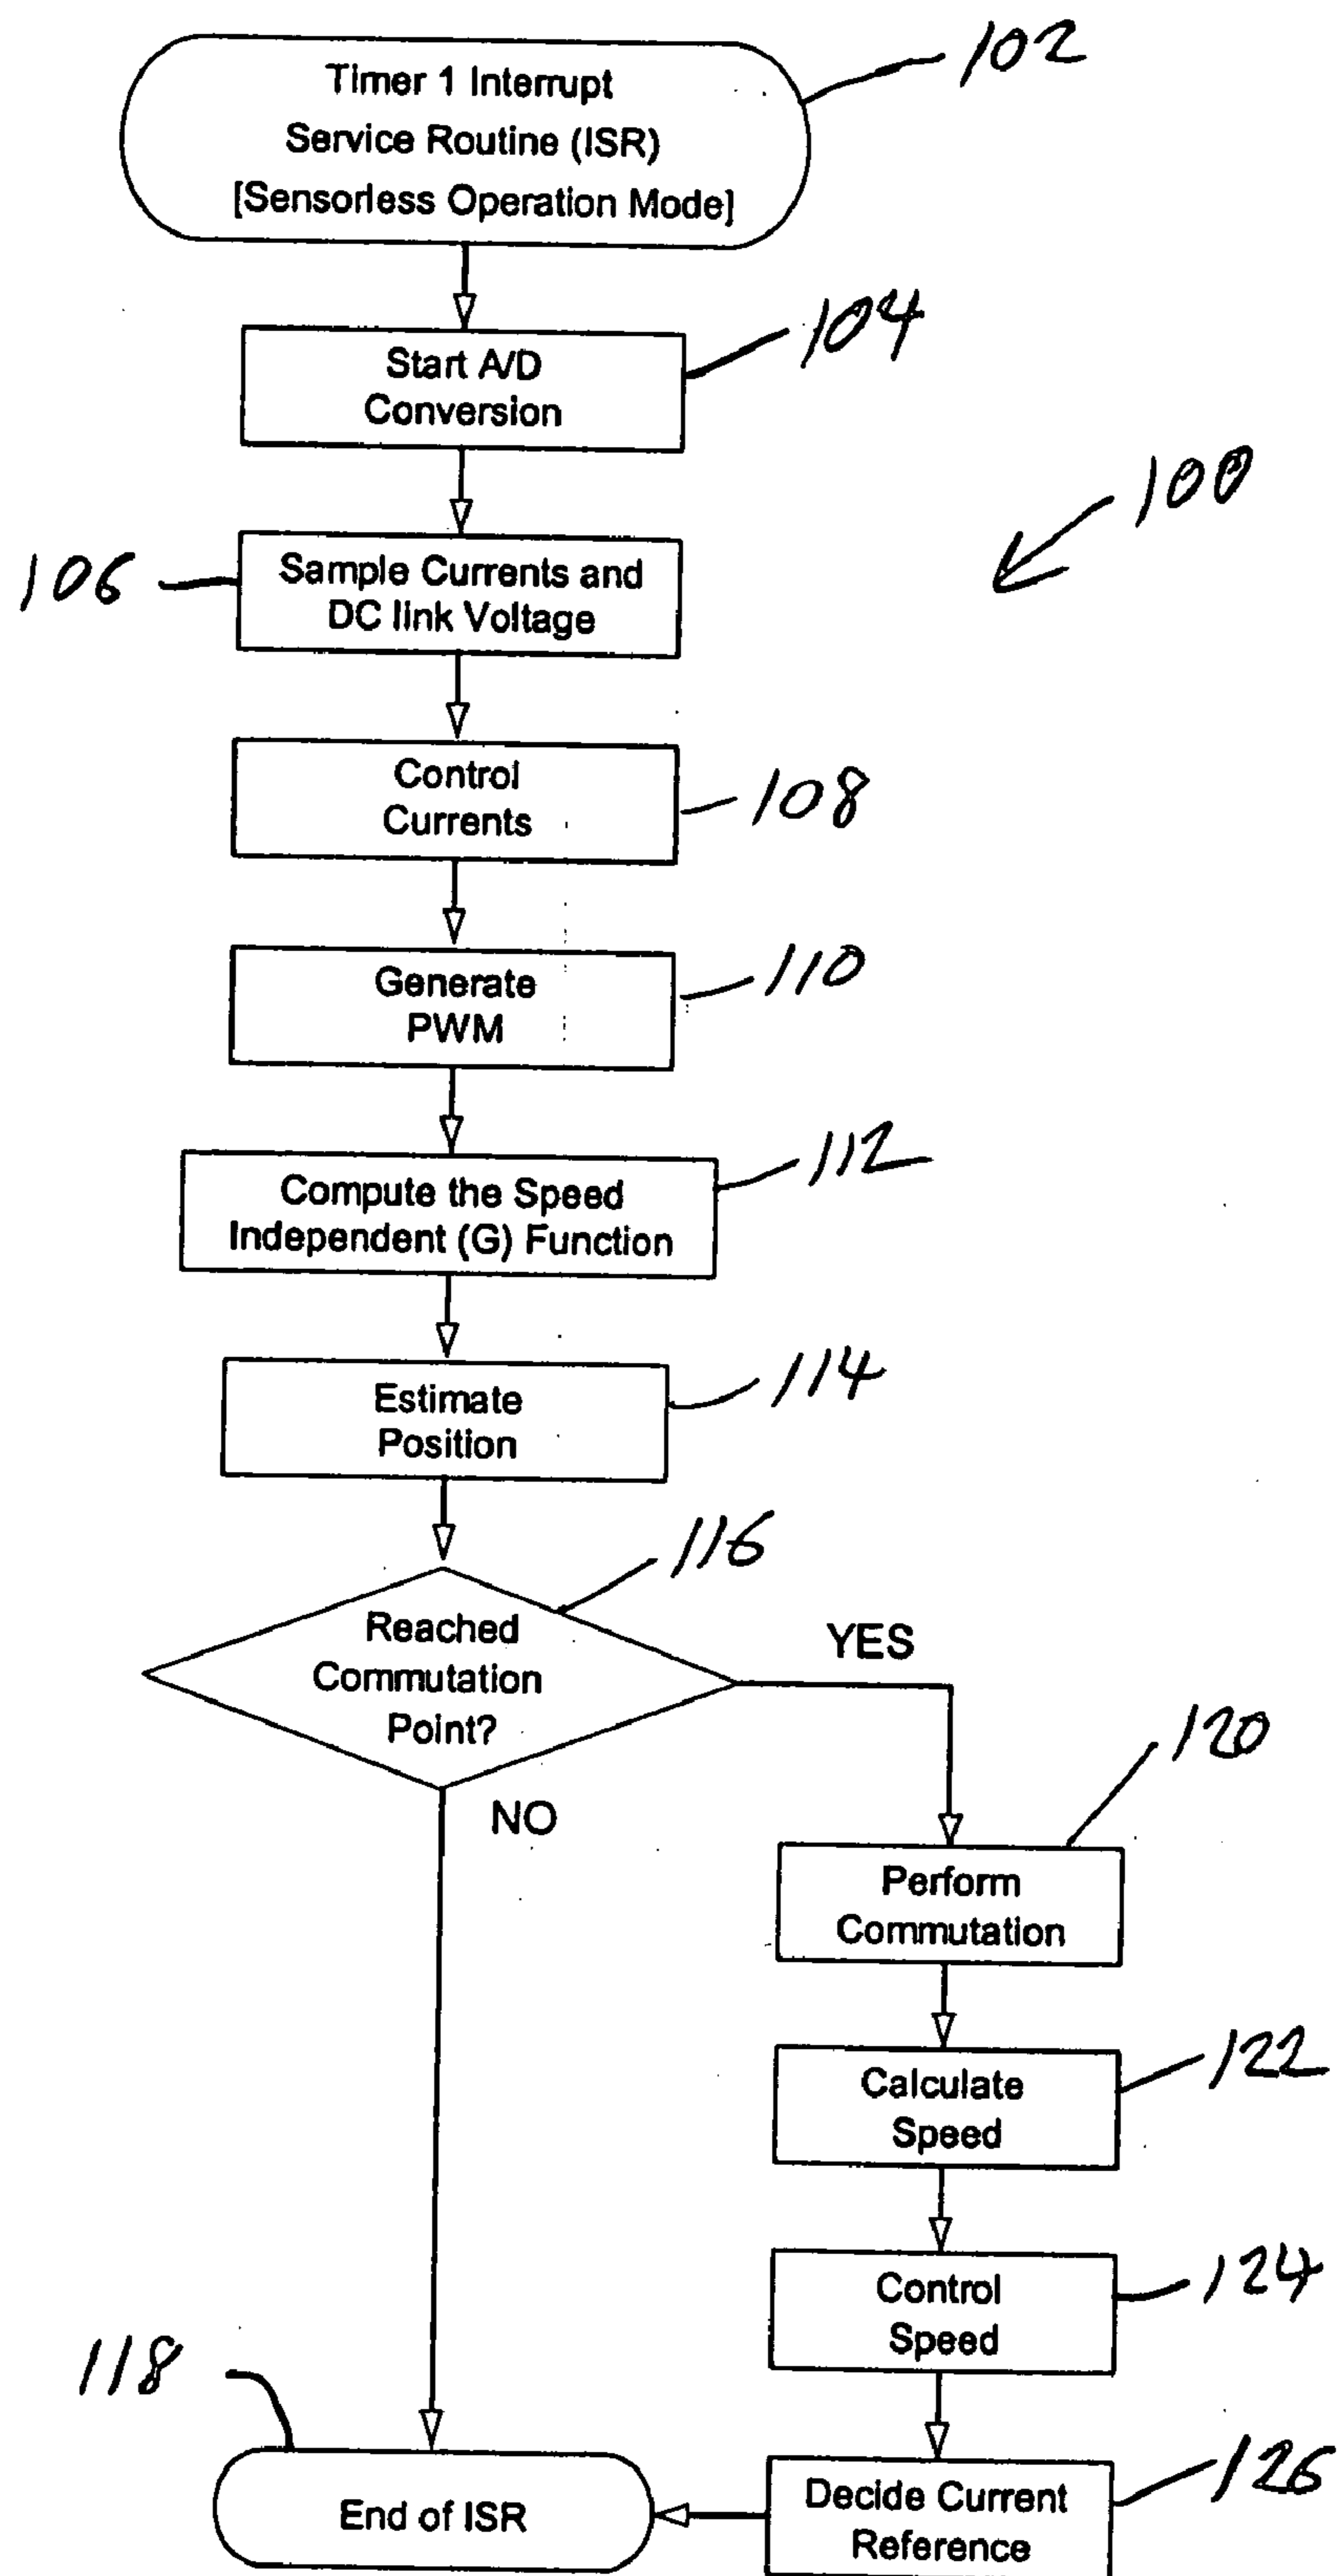 102
Timer 1 Interrupt
Service Routine (ISR)
[Sensorless Operation Mode]
104
Start A/D
Conversion
100
106
Sample Currents and
DC link Voltage
Control
Currents
108
Generate
PWM
110
112
Compute the Speed
Independent (G) Function
114
Estimate
Position
116
Reached
Commutation
Point?
YES
NO
120
Perform
Commutation
122
Calculate
Speed
124
Control
Speed
118
End of ISR
126
Decide Current
Reference